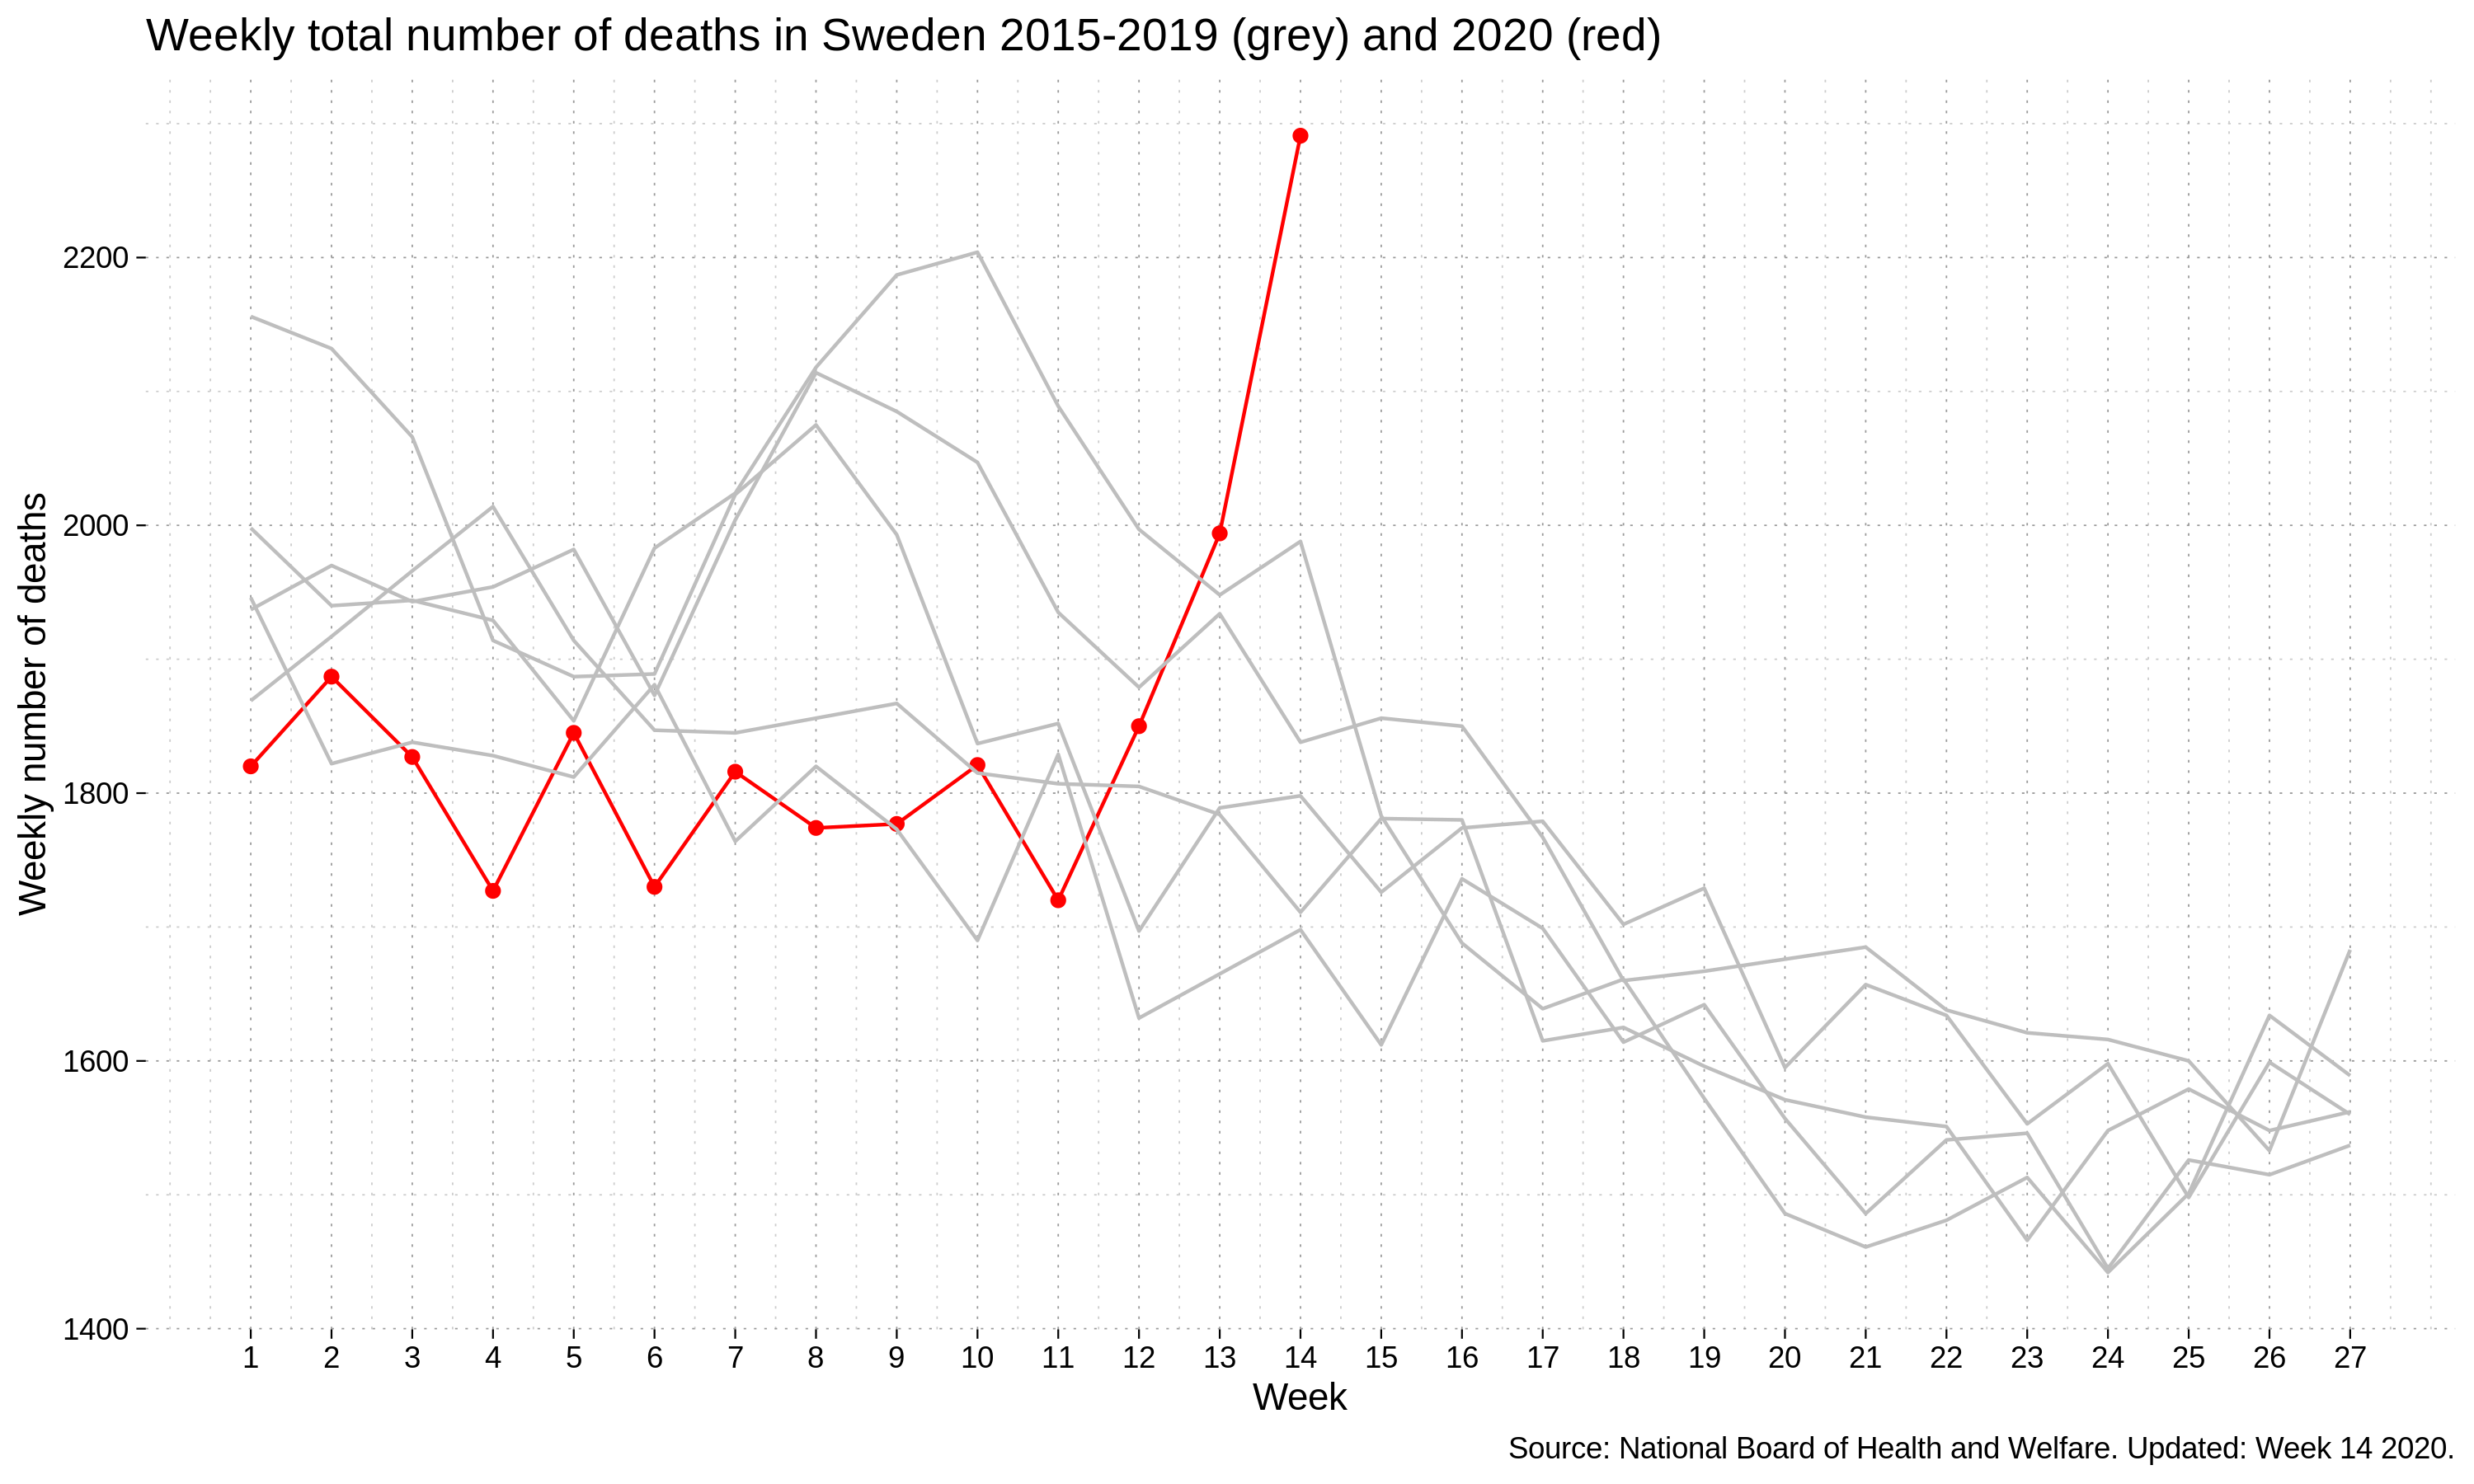 Weekly total number of deaths in Sweden 2015-2019 (grey) and 2020 (red)
Weekly number of deaths
2200
2000
1800
1600
1400
1 2 3 4 5 6 7 8 9 10 11 12 13 14 15 16 17 18 19 20 21 22 23 24 25 26 27
Week
Source: National Board of Health and Welfare. Updated: Week 14 2020.